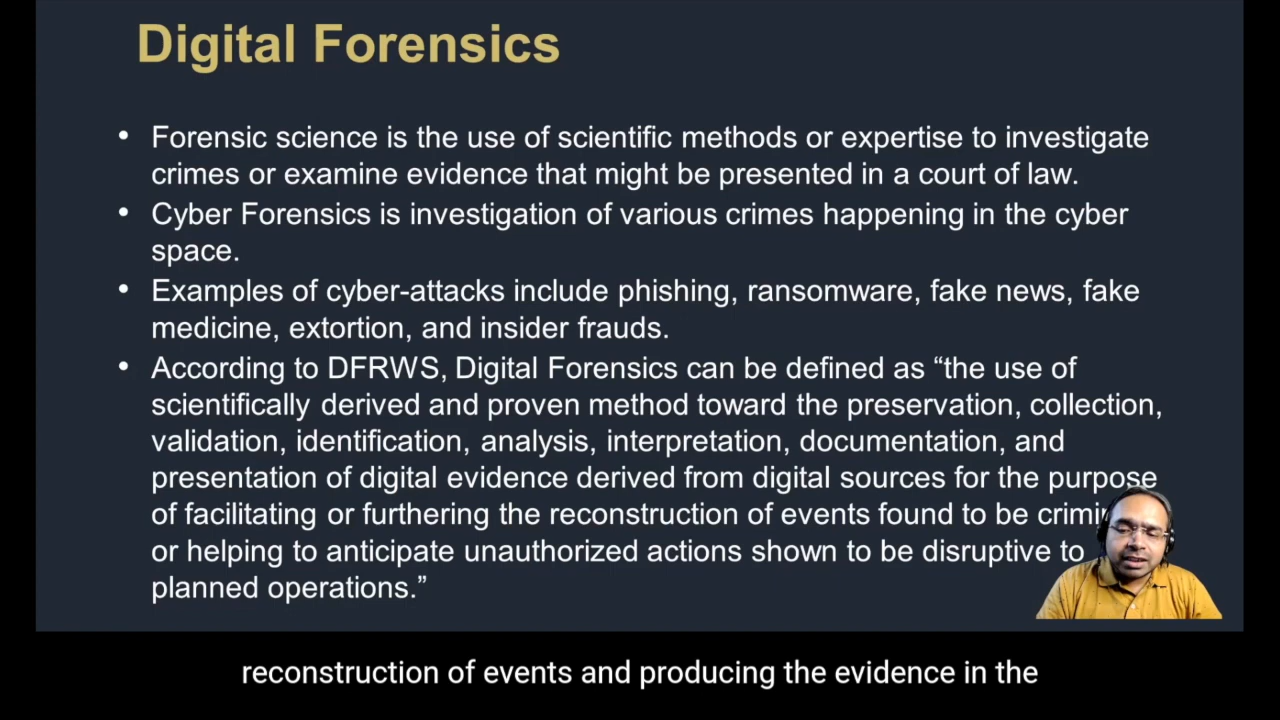 Digital Forensics
• Forensic science is the use of scientific methods or expertise to investigate
crimes or examine evidence that might be presented in a court of law.
• Cyber Forensics is investigation of various crimes happening in the cyber
space.
• Examples of cyber-attacks include phishing, ransomware, fake news, fake
medicine, extortion, and insider frauds.
• According to DFRWS, Digital Forensics can be defined as “the use of
scientifically derived and proven method toward the preservation, collection,
validation, identification, analysis, interpretation, documentation, and
presentation of digital evidence derived from digital sources for the purpose
of facilitating or furthering the reconstruction of events found to be
or helping to anticipate unauthorized actions shown to be disruptive to
planned operations.”
reconstruction of events and producing the evidence in the